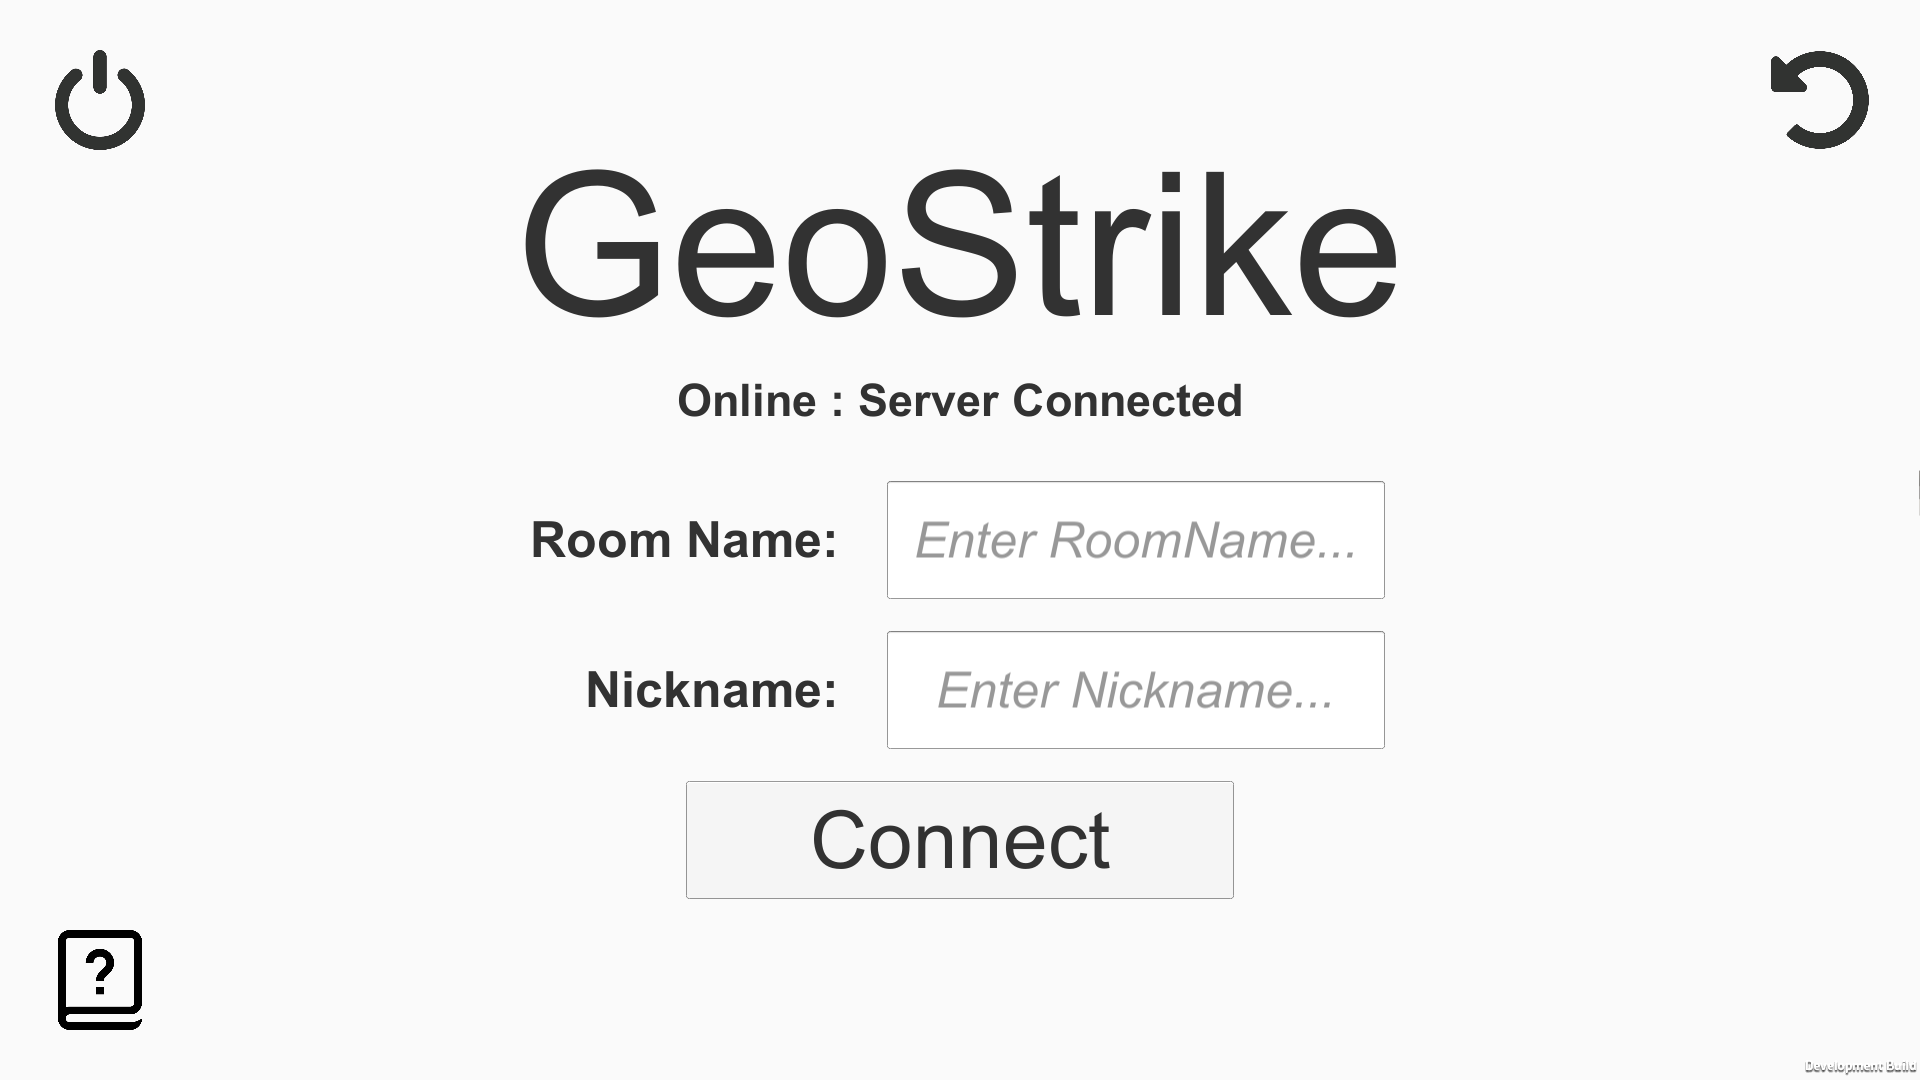 GeoStrike
Online : Server Connected
Room Name:
Enter RoomName...
Nickname:
Enter Nickname...
Connect
?
Development Build